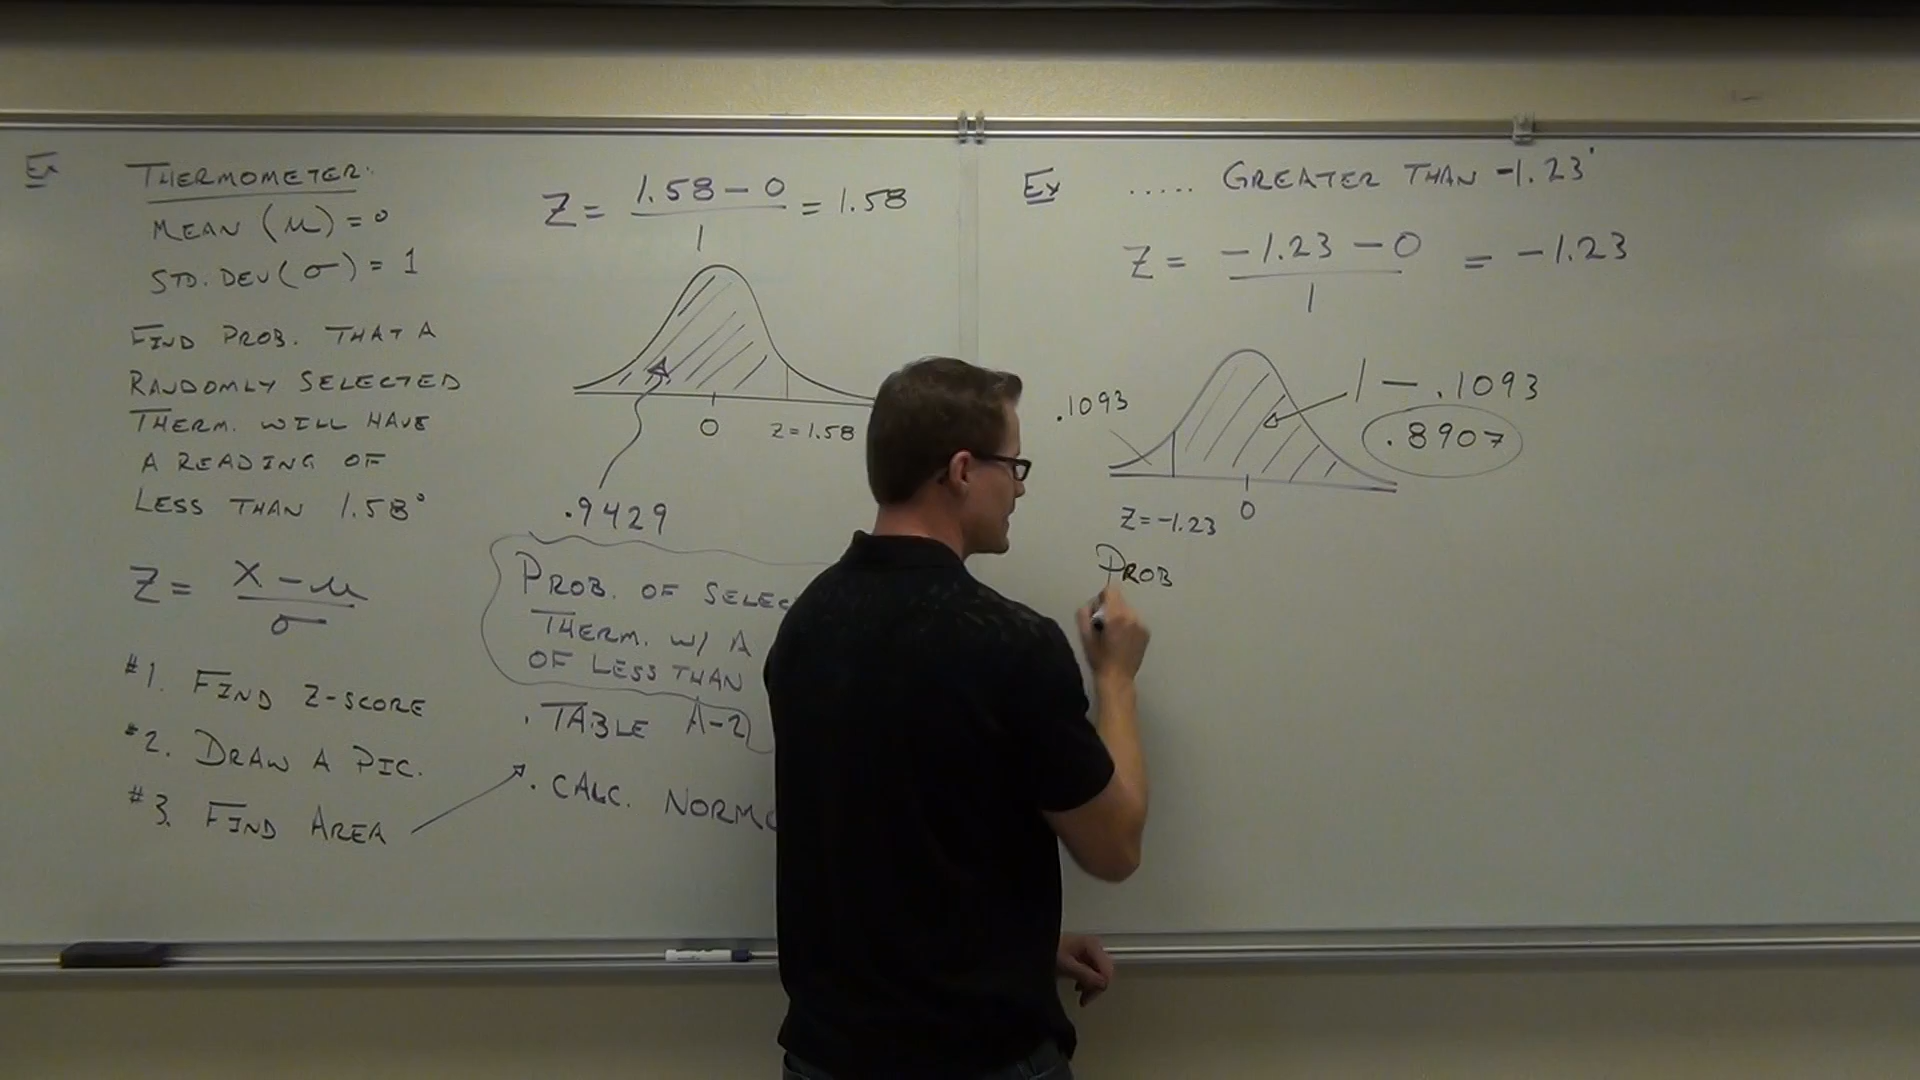 Ex
THERMOMETER:
MEAN (μ) = 0
STD. DEV (σ) = 1
FIND PROB. THAT A
RANDOMLY SELECTED
THERM. WILL HAVE
A READING OF
LESS THAN 1.58°
Z = X - μ / σ
#1. FIND Z-SCORE
#2. DRAW A PIC.
#3. FIND AREA
Z = 1.58 - 0 / 1 = 1.58
0
Z = 1.58
.9429
PROB. OF
THERM. W/ A
OF LESS THAN
. TABLE A-2
. CALC.
Ex ..... GREATER THAN -1.23°
Z = -1.23 - 0 / 1 = -1.23
.1093
1 - .1093
.8907
Z = -1.23
0
PROB